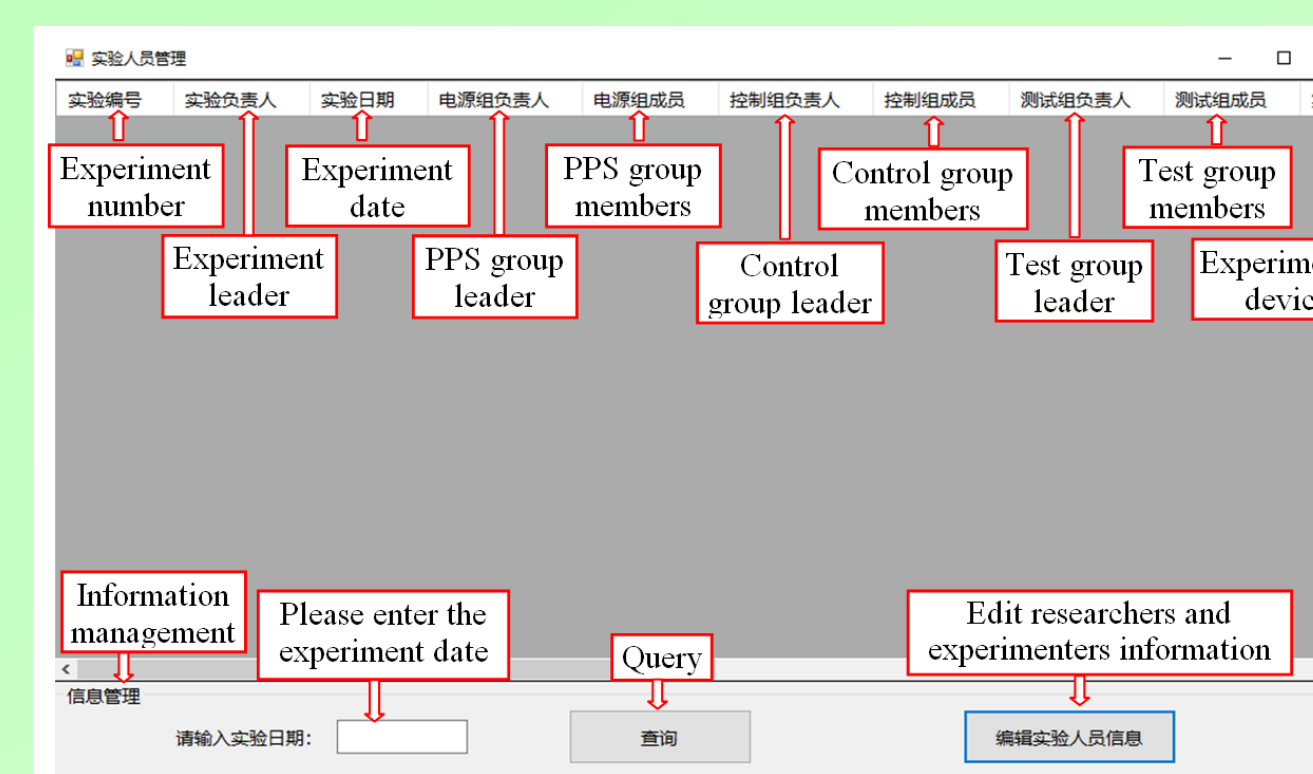 实验人员管理
实验编号 实验负责人 实验日期 电源组负责人 电源组成员 控制组负责人 控制组成员 测试组负责人 测试组成员
Experiment
number
Experiment
date
PPS group
members
Control group
members
Test group
members
Experiment
leader
PPS group
leader
Control
group leader
Test group
leader
Experim
devic
Information
management
Please enter the
experiment date
Query
Edit researchers and
experimenters information
信息管理
请输入实验日期:
查询
编辑实验人员信息